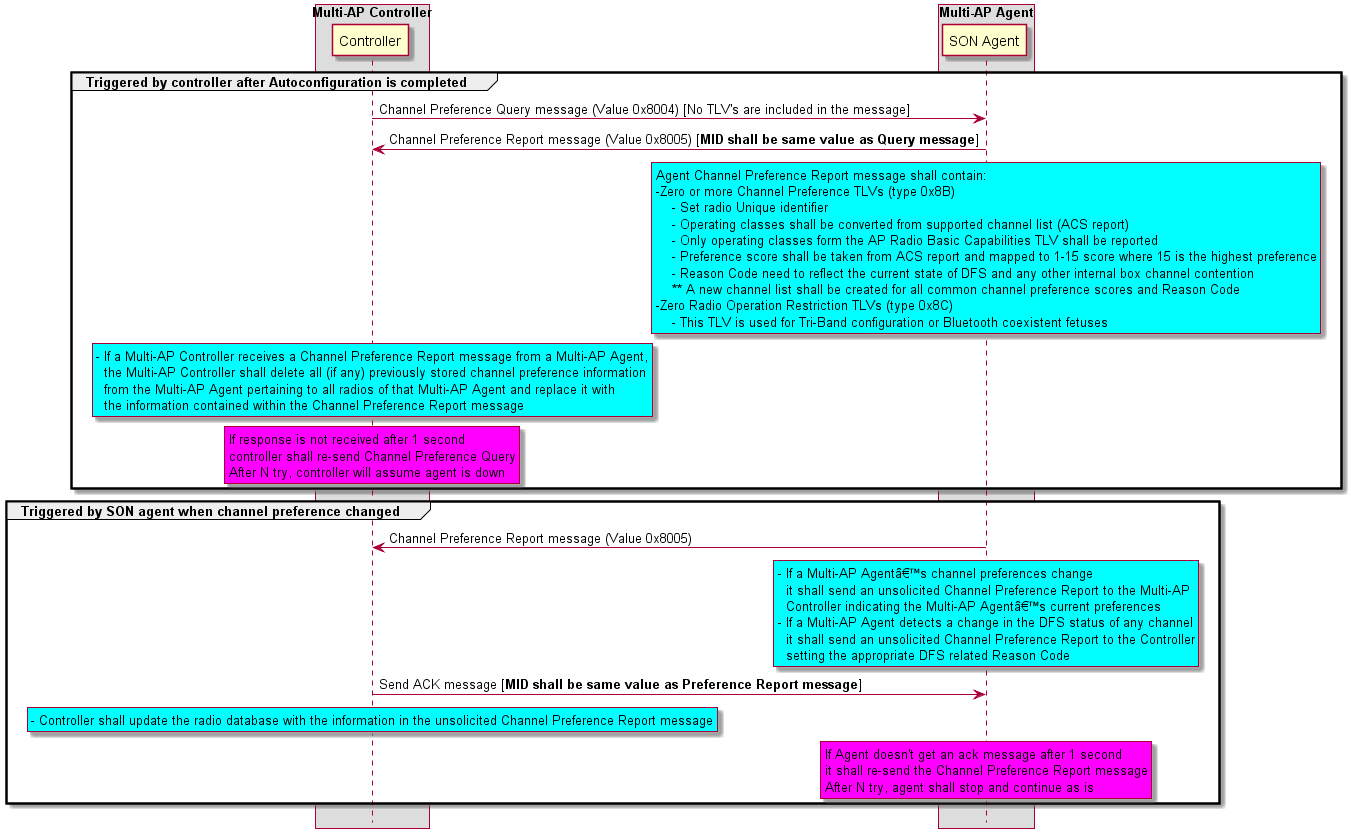 Multi-AP Controller
Multi-AP Agent
Controller
SON Agent
Triggered by controller after Autoconfiguration is completed
Channel Preference Query message (Value 0x8004) [No TLV's are included in the message]
Channel Preference Report message (Value 0x8005) [MID shall be same value as Query message]
Agent Channel Preference Report message shall contain:
-Zero or more Channel Preference TLVs (type 0x8B)
- Set radio Unique identifier
- Operating classes shall be converted from supported channel list (ACS report)
- Only operating classes form the AP Radio Basic Capabilities TLV shall be reported
- Preference score shall be taken from ACS report and mapped to 1-15 score where 15 is the highest preference
- Reason Code need to reflect the current state of DFS and any other internal box channel contention
** A new channel list shall be created for all common channel preference scores and Reason Code
-Zero Radio Operation Restriction TLVs (type 0x8C)
- This TLV is used for Tri-Band configuration or Bluetooth coexistent fetuses
- If a Multi-AP Controller receives a Channel Preference Report message from a Multi-AP Agent,
the Multi-AP Controller shall delete all (if any) previously stored channel preference information
from the Multi-AP Agent pertaining to all radios of that Multi-AP Agent and replace it with
the information contained within the Channel Preference Report message
If response is not received after 1 second
controller shall re-send Channel Preference Query
After N try, controller will assume agent is down
Triggered by SON agent when channel preference changed
Channel Preference Report message (Value 0x8005)
- If a Multi-AP Agentâ€™s channel preferences change
it shall send an unsolicited Channel Preference Report to the Multi-AP
Controller indicating the Multi-AP Agentâ€™s current preferences
- If a Multi-AP Agent detects a change in the DFS status of any channel
it shall send an unsolicited Channel Preference Report to the Controller
setting the appropriate DFS related Reason Code
Send ACK message [MID shall be same value as Preference Report message]
- Controller shall update the radio database with the information in the unsolicited Channel Preference Report message
If Agent doesn't get an ack message after 1 second
it shall re-send the Channel Preference Report message
After N try, agent shall stop and continue as is